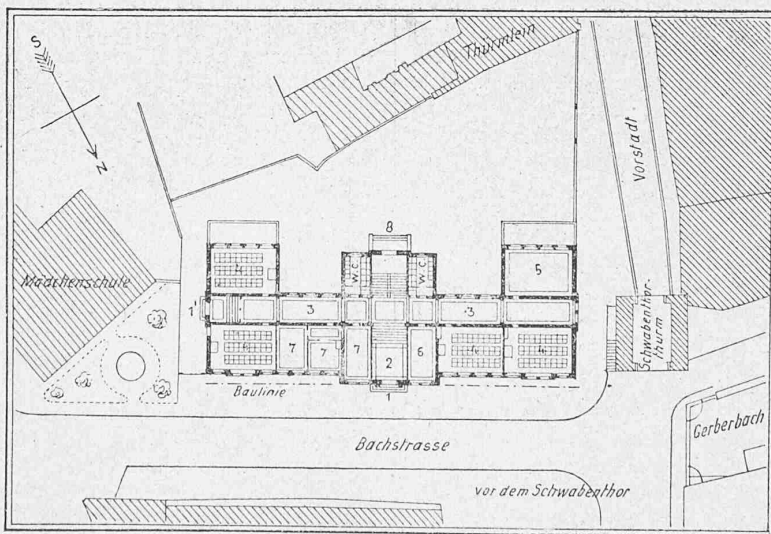 S
N
Thürmlein
Vorstadt
Mädchenschule
8
W.C.
W.C.
4
5
1
3
3
Schwabenthor-
thurm
4
7
7
7
2
6
4
4
1
Baulinie
Gerberbach
Bachstrasse
vor dem Schwabenthor